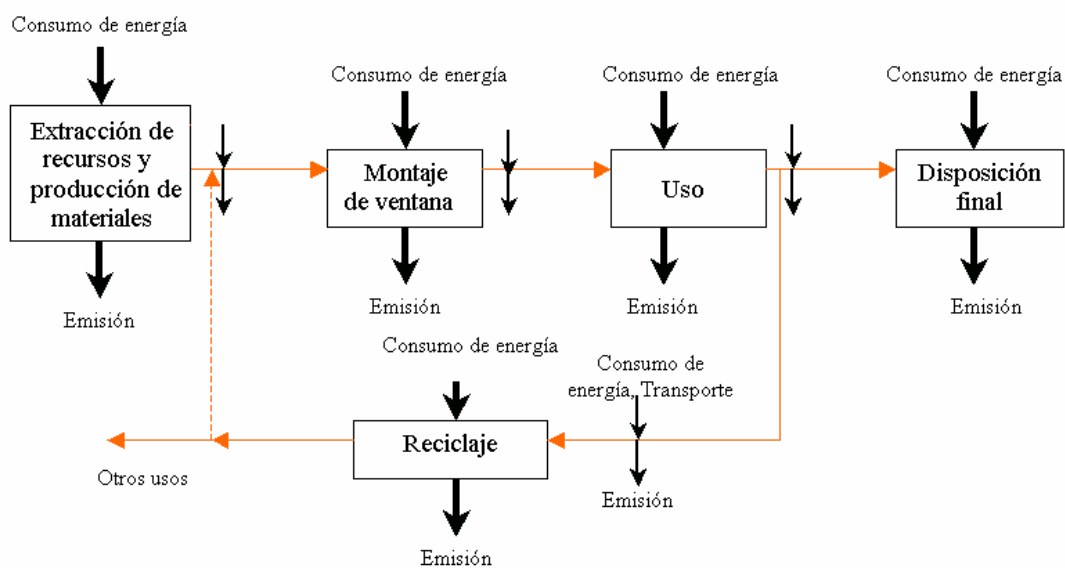 Consumo de energía
Consumo de energía
Consumo de energía
Consumo de energía
Extracción de
recursos y
producción de
materiales
Montaje
de ventana
Uso
Disposición
final
Emisión
Emisión
Emisión
Emisión
Consumo de energía
Consumo de
energía, Transporte
Reciclaje
Otros usos
Emisión
Emisión